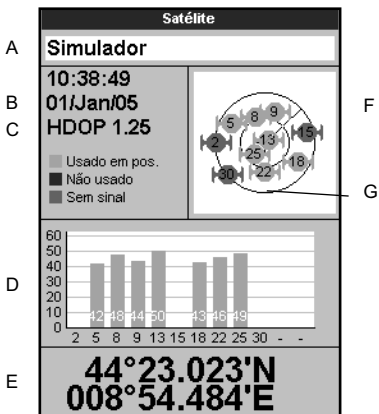 Satélite
A
Simulador
10:38:49
B
01/Jan/05
C
HDOP 1.25
Usado em pos.
Não usado
Sem sinal
F
5 8 9
2 13 15
25 18
30 22
G
D
60
50
40
30
20
10
0
42 48 44 50 43 46 49
2 5 8 9 13 15 18 22 25 30 - -
E
44°23.023'N
008°54.484'E